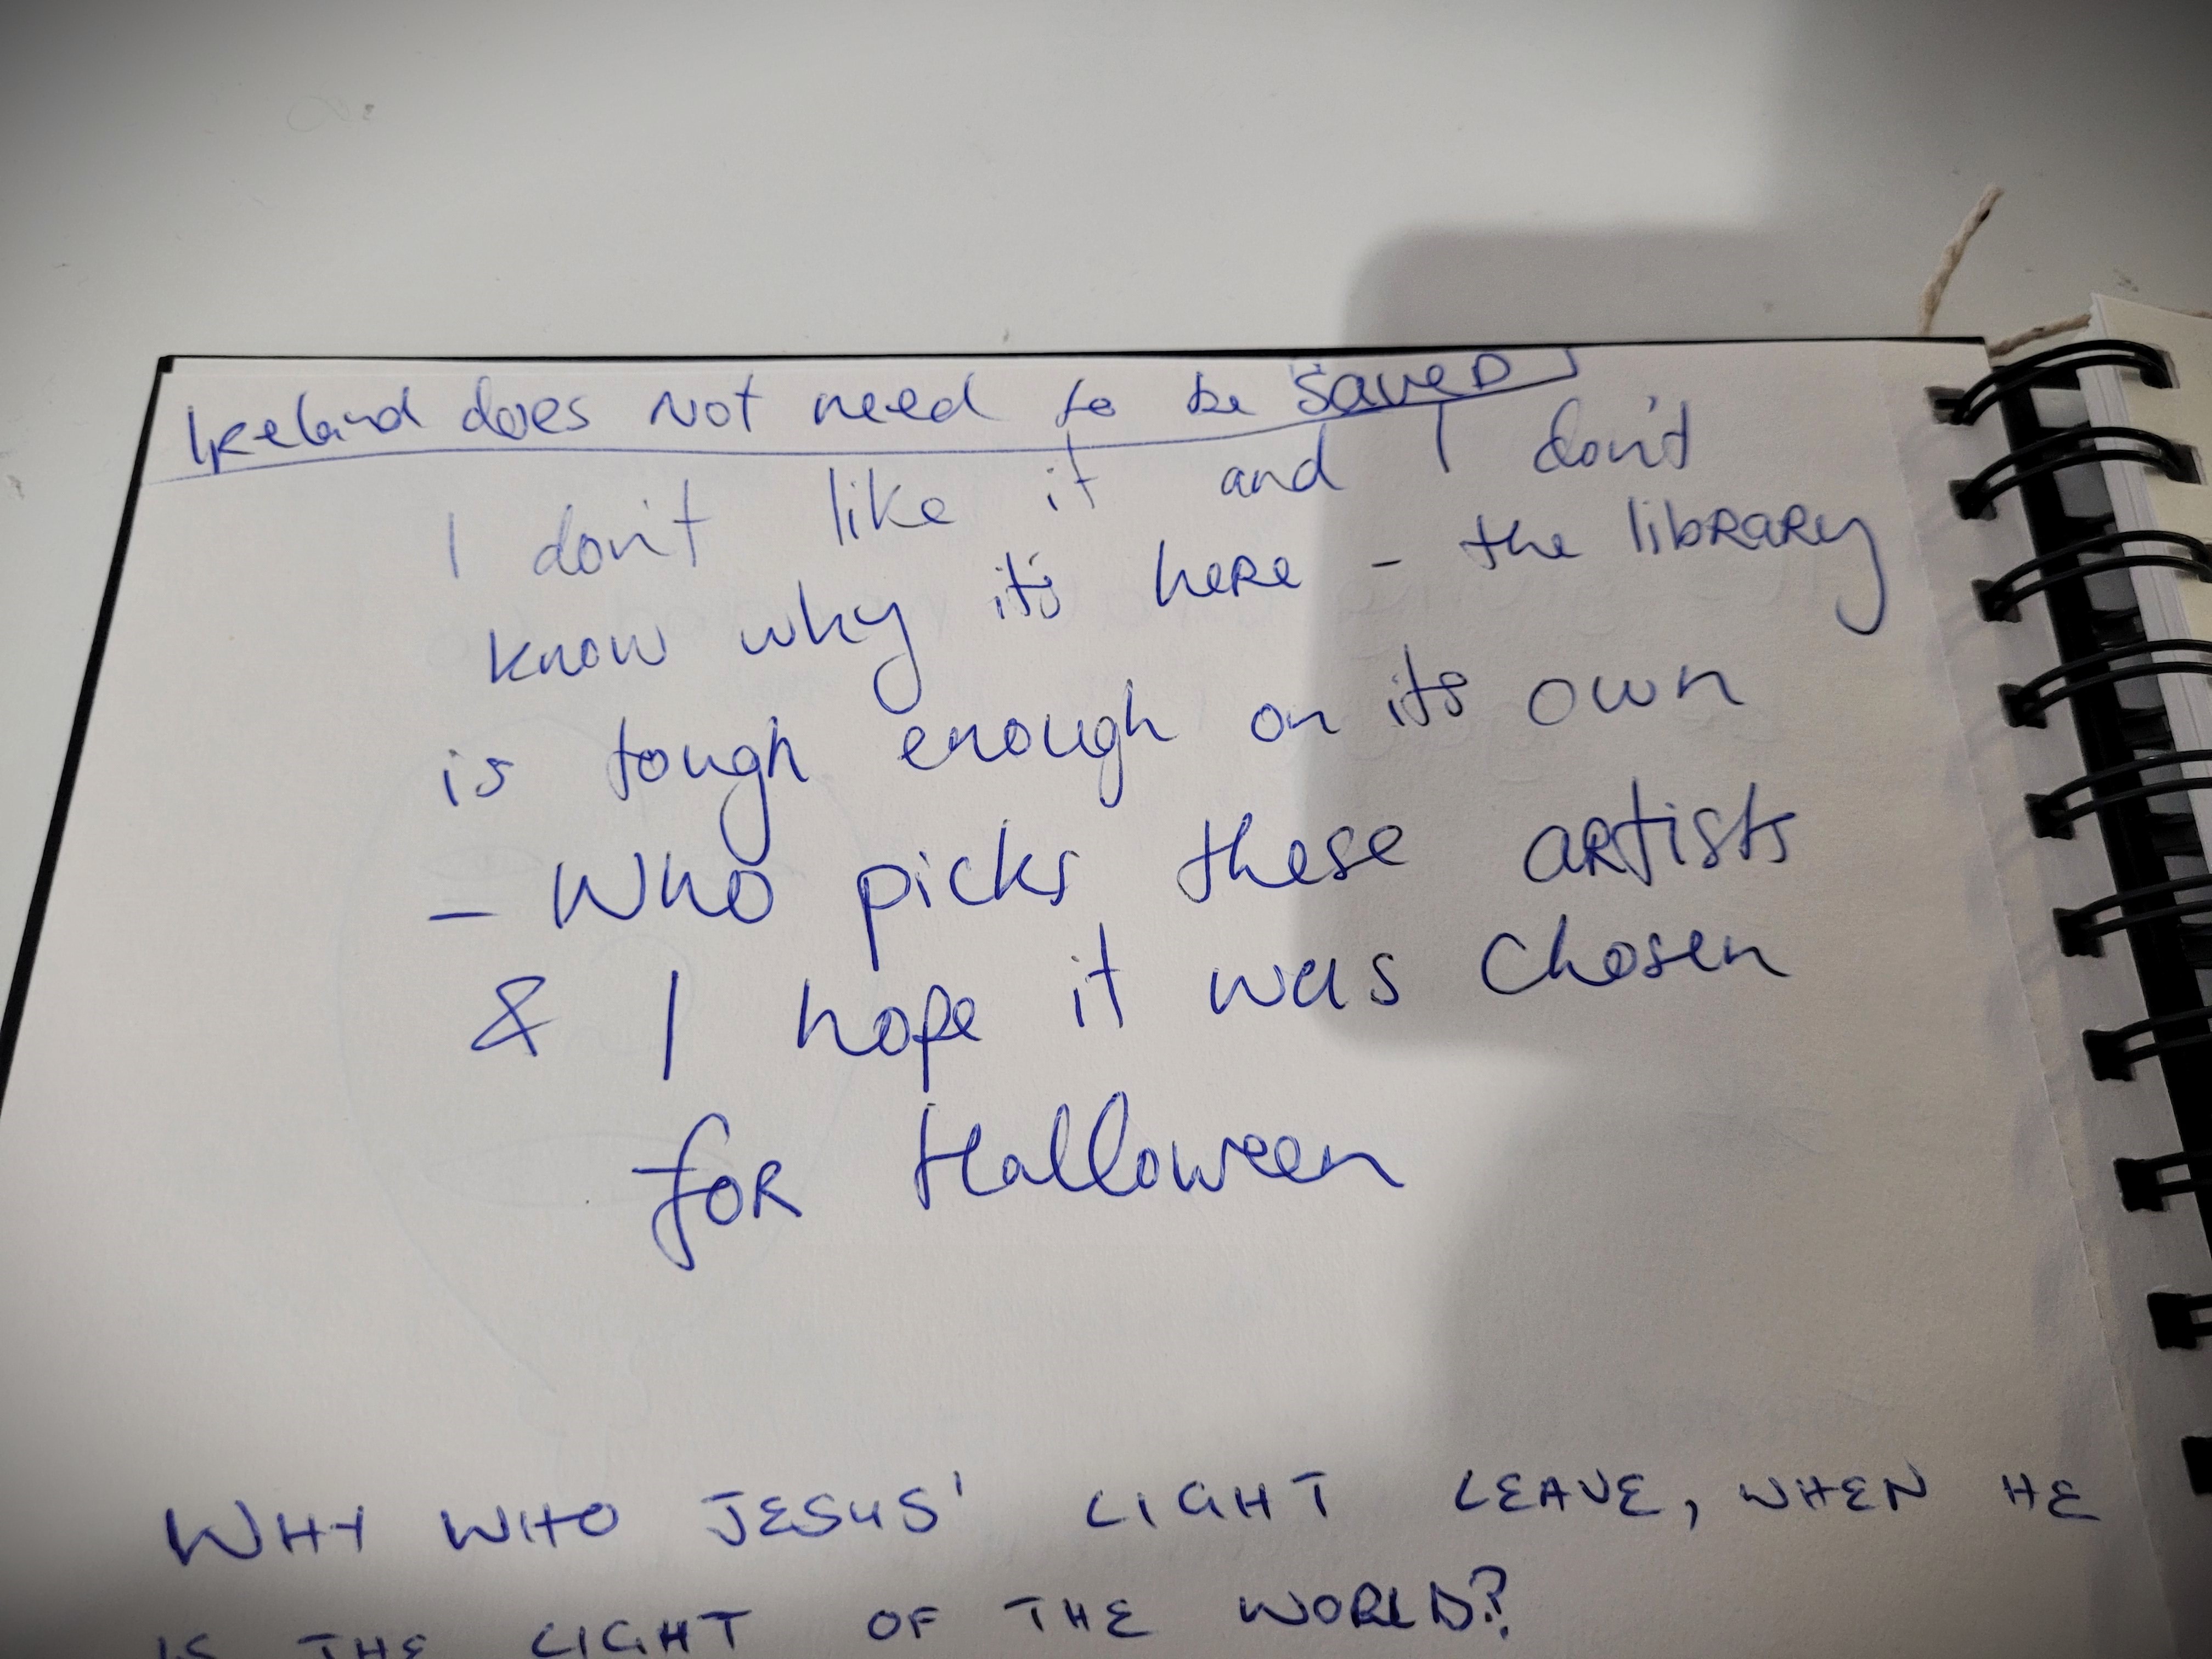 Ireland does Not need to be SaveD
I don't like it and I don't
know why it's here - the library
is tough enough on its own
- Who picks these artists
& I hope it was chosen
for Halloween
WHY WHO JESUS' LIGHT LEAVE, WHEN HE
IS THE LIGHT OF THE WORLD?